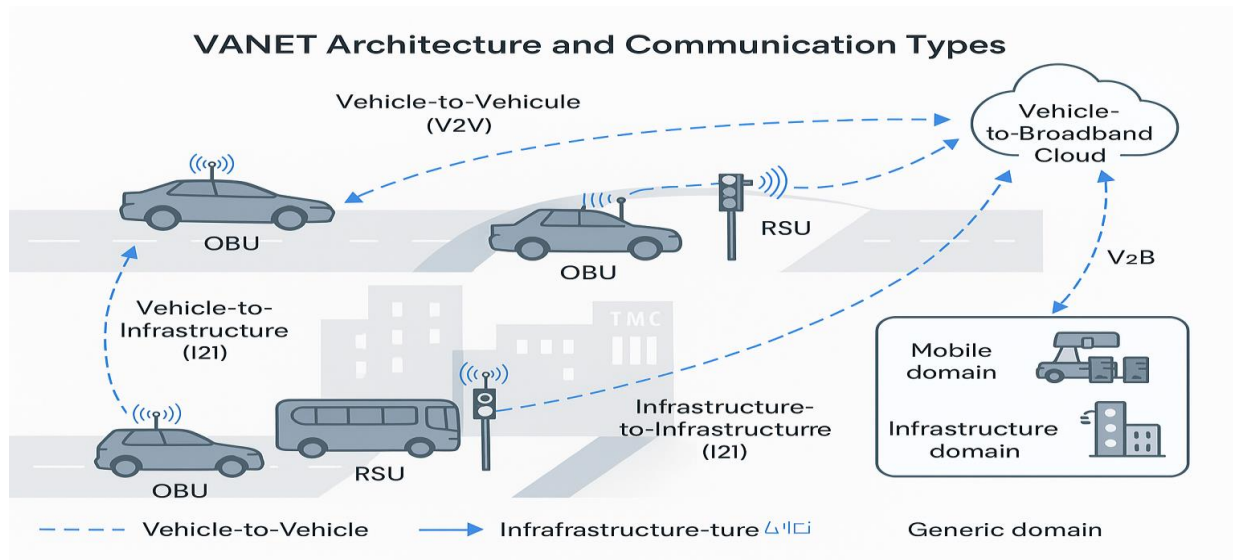 VANET Architecture and Communication Types
Vehicle-to-Vehicule
(V2V)
Vehicle-
to-Broadband
Cloud
OBU
OBU
RSU
V2B
Vehicle-to-
Infrastructure
(I21)
TMC
Mobile
domain
Infrastructure
domain
Infrastructure-
to-Infrastructurre
(I21)
OBU
RSU
Vehicle-to-Vehicle
Infrafrastructure-ture
Generic domain